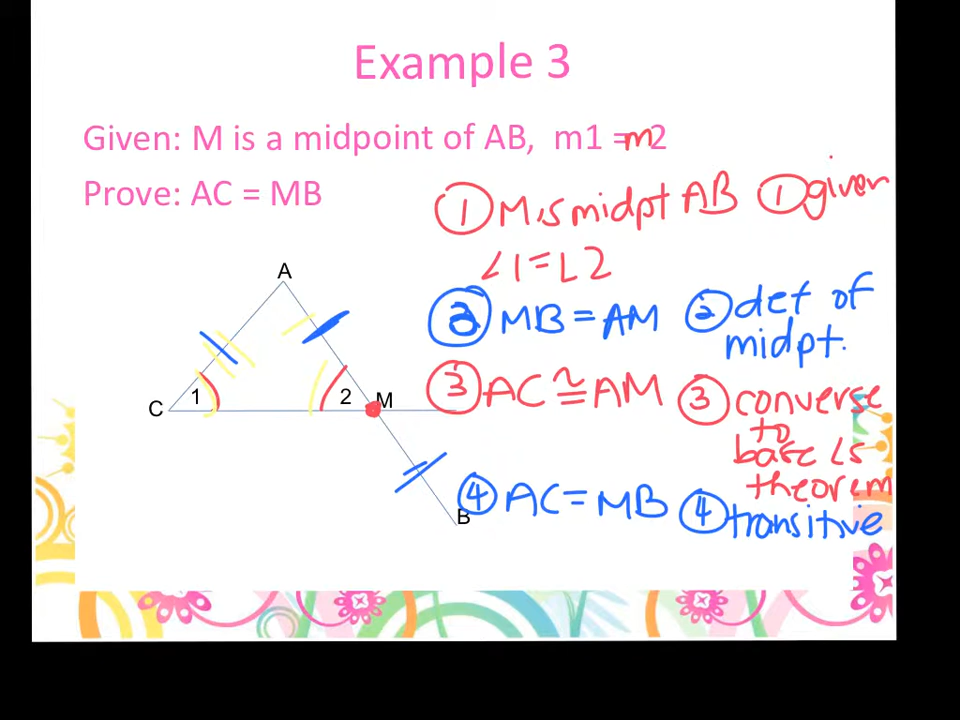 Example 3
Given: M is a midpoint of AB, m1 = m2
Prove: AC = MB
① M is midpt AB ① given
∠1 = ∠2
② MB = AM ② def of
midpt.
③ AC ≅ AM ③ converse
to
base ∠s
theorem
④ AC = MB ④ transitive
A
C 1 2 M
B